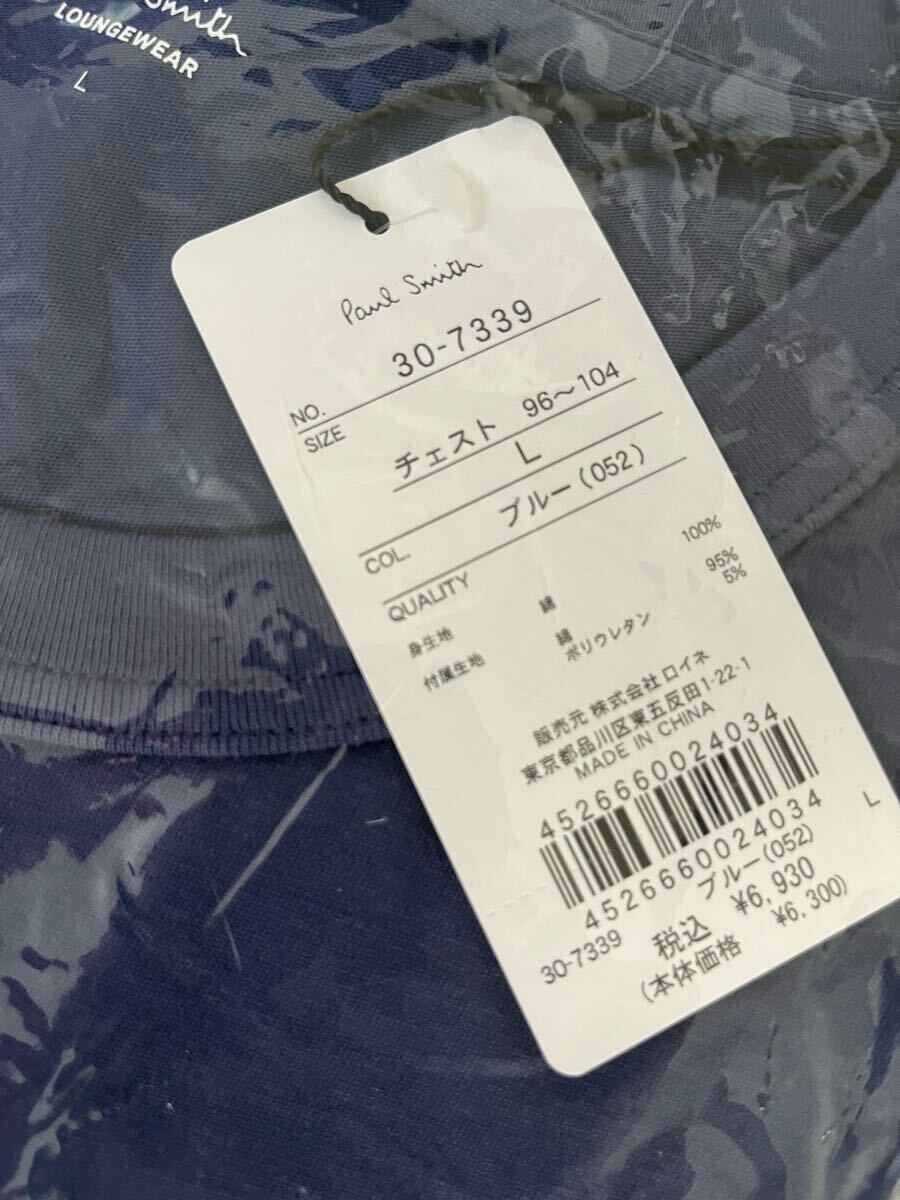 Smith
LOUNGEWEAR
L
Paul Smith
NO. 30-7339
SIZE チェスト 96～104
L
COL. ブルー(052)
QUALITY
身生地 綿 100%
付属生地 綿 95%
ポリウレタン 5%
販売元 株式会社ロイネ
東京都品川区東五反田1-22-1
MADE IN CHINA
4526660024034
4526660024034
ブルー(052) L
30-7339 税込 ¥6,930
(本体価格 ¥6,300)